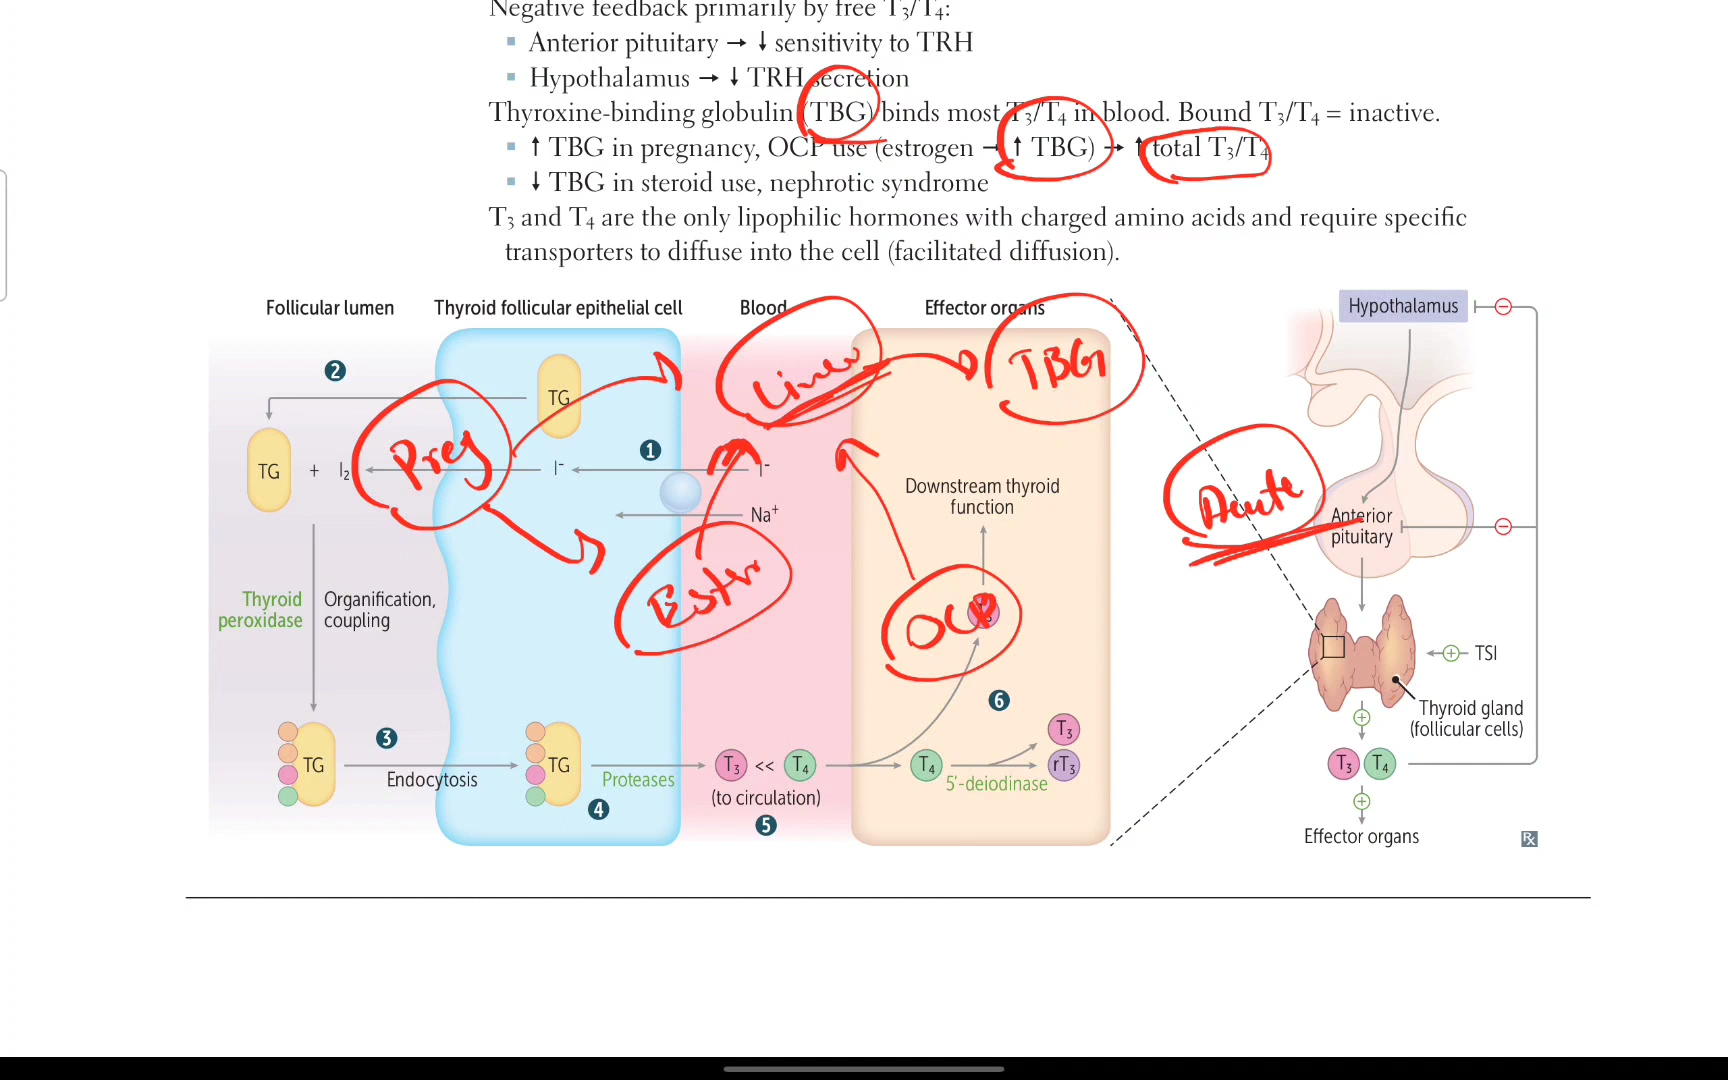 Negative feedback primarily by free T3/T4:
▪ Anterior pituitary → ↓ sensitivity to TRH
▪ Hypothalamus → ↓ TRH secretion
Thyroxine-binding globulin (TBG) binds most T3/T4 in blood. Bound T3/T4 = inactive.
▪ ↑ TBG in pregnancy, OCP use (estrogen → ↑ TBG) → ↑ total T3/T4
▪ ↓ TBG in steroid use, nephrotic syndrome
T3 and T4 are the only lipophilic hormones with charged amino acids and require specific
transporters to diffuse into the cell (facilitated diffusion).
Follicular lumen
Thyroid follicular epithelial cell
Blood
Effector organs
2
TG
TG + I2
I-
1
I-
Na+
Thyroid
peroxidase
Organification,
coupling
TG
3
Endocytosis
TG
4
Proteases
T3 << T4
(to circulation)
5
Downstream thyroid
function
T4
5'-deiodinase
6
T3
rT3
Preg
Liver
TBG
Estr
OCP
Acute
Hypothalamus
Anterior
pituitary
TSI
Thyroid gland
(follicular cells)
T3 T4
Effector organs
Rx